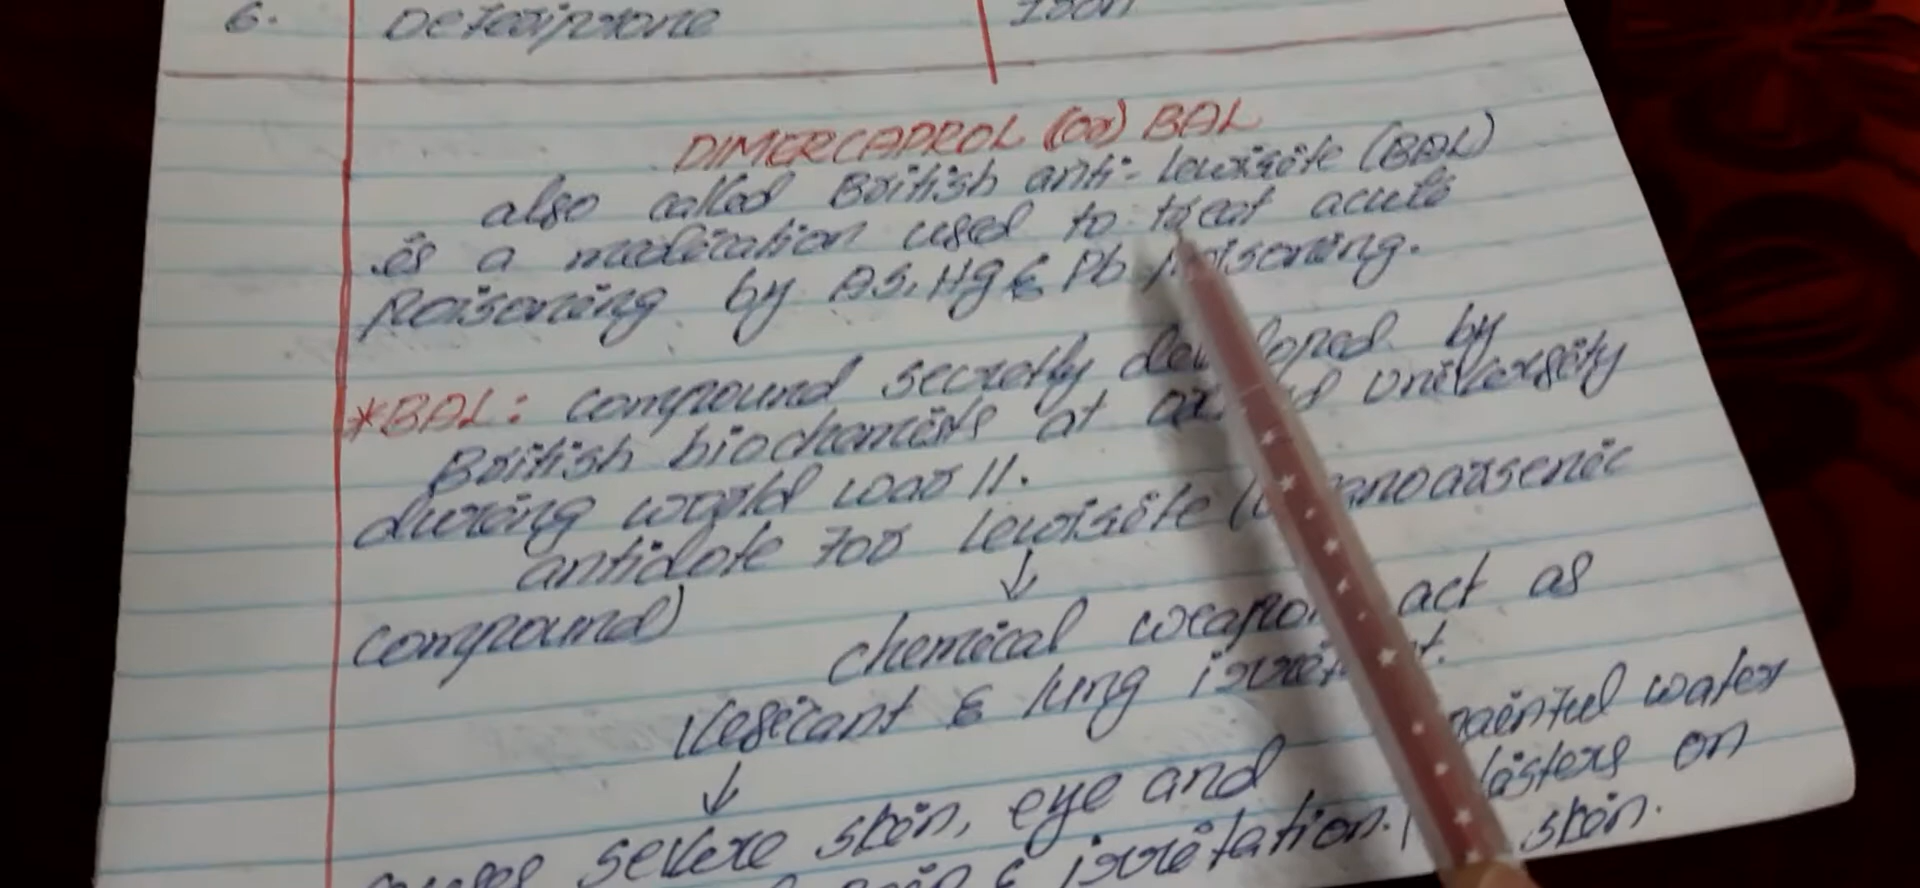 6. Deferiprone Iron
DIMERCAPROL (or) BAL
also called British anti-lewisite (BAL)
is a medication used to treat acute
poisoning by As, Hg & Pb poisoning.
*BAL: compound secretly developed by
British biochemists at University
during world war II.
antidote for lewisite
compound)
↓
chemical weapon act as
vesicant & lung
↓
severe skin, eye and painful water
& irritation. blisters on
skin.